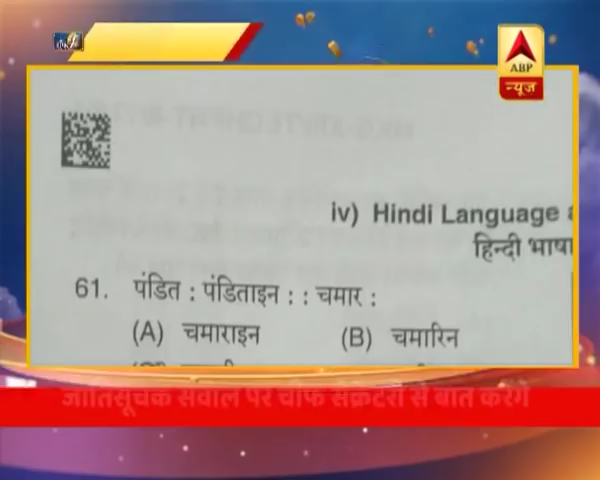 ABP
न्यूज़
iv) Hindi Language
हिन्दी भाषा
61. पंडित : पंडिताइन : : चमार :
(A) चमाराइन (B) चमारिन
जातिसूचक सवाल पर चीफ सेक्रेटरी से बात करेंगे